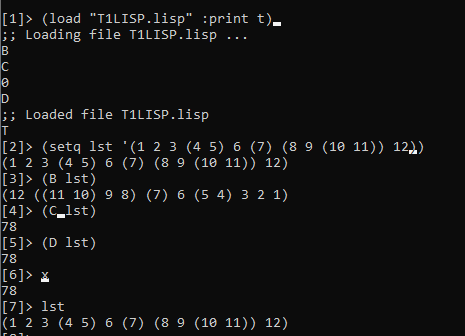 [1]> (load "T1LISP.lisp" :print t)
;; Loading file T1LISP.lisp ...
B
C
0
D
;; Loaded file T1LISP.lisp
T
[2]> (setq lst '(1 2 3 (4 5) 6 (7) (8 9 (10 11)) 12))
(1 2 3 (4 5) 6 (7) (8 9 (10 11)) 12)
[3]> (B lst)
(12 ((11 10) 9 8) (7) 6 (5 4) 3 2 1)
[4]> (C lst)
78
[5]> (D lst)
78
[6]> x
78
[7]> lst
(1 2 3 (4 5) 6 (7) (8 9 (10 11)) 12)